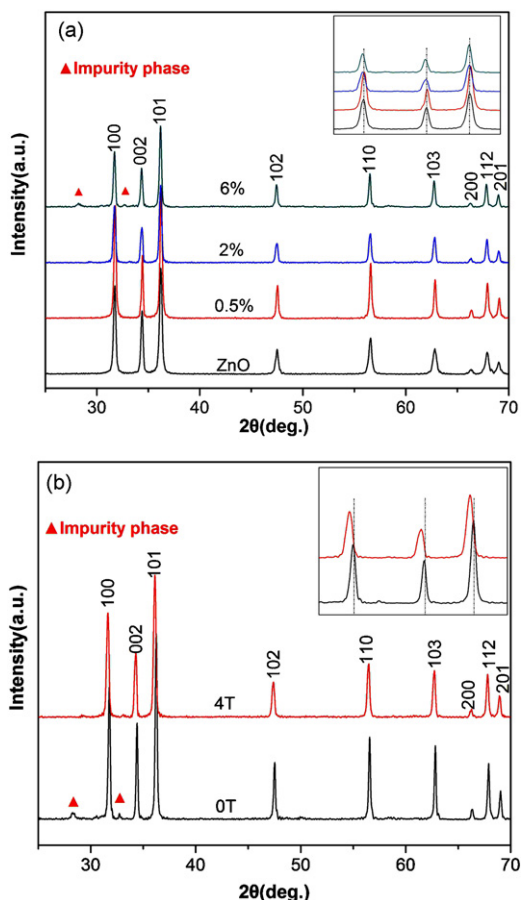 (a)
▲Impurity phase
100
002
101
102
110
103
200
112
201
6%
2%
0.5%
ZnO
Intensity(a.u.)
30
40
50
60
70
2θ(deg.)
(b)
▲Impurity phase
100
002
101
102
110
103
200
112
201
4T
0T
Intensity(a.u.)
30
40
50
60
70
2θ(deg.)